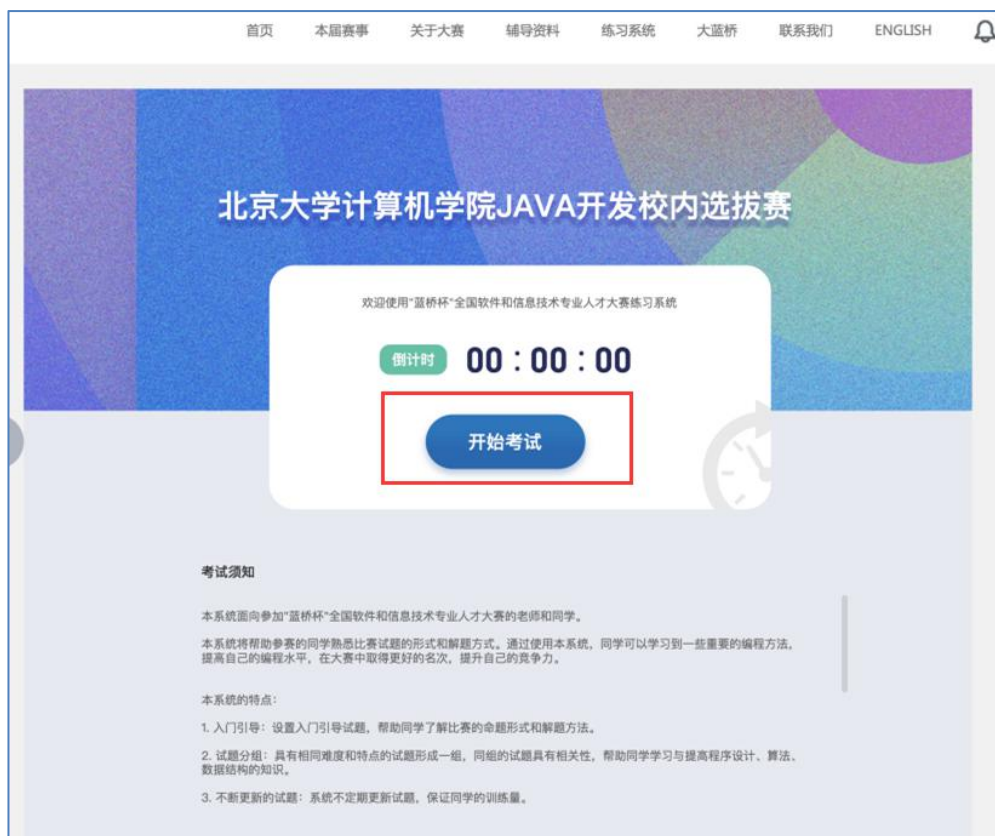 首页 本届赛事 关于大赛 辅导资料 练习系统 大蓝桥 联系我们 ENGLISH
北京大学计算机学院JAVA开发校内选拔赛
欢迎使用"蓝桥杯"全国软件和信息技术专业人才大赛练习系统
倒计时 00:00:00
开始考试
考试须知
本系统面向参加"蓝桥杯"全国软件和信息技术专业人才大赛的老师和同学。
本系统将帮助参赛的同学熟悉比赛试题的形式和解题方式。通过使用本系统，同学可以学习到一些重要的编程方法，
提高自己的编程水平，在大赛中取得更好的名次，提升自己的竞争力。
本系统的特点：
1. 入门引导：设置入门引导试题，帮助同学了解比赛的命题形式和解题方法。
2. 试题分组：具有相同难度和特点的试题形成一组，同组的试题具有相关性，帮助同学学习与提高程序设计、算法、
数据结构的知识。
3. 不断更新的试题：系统不定期更新试题，保证同学的训练量。